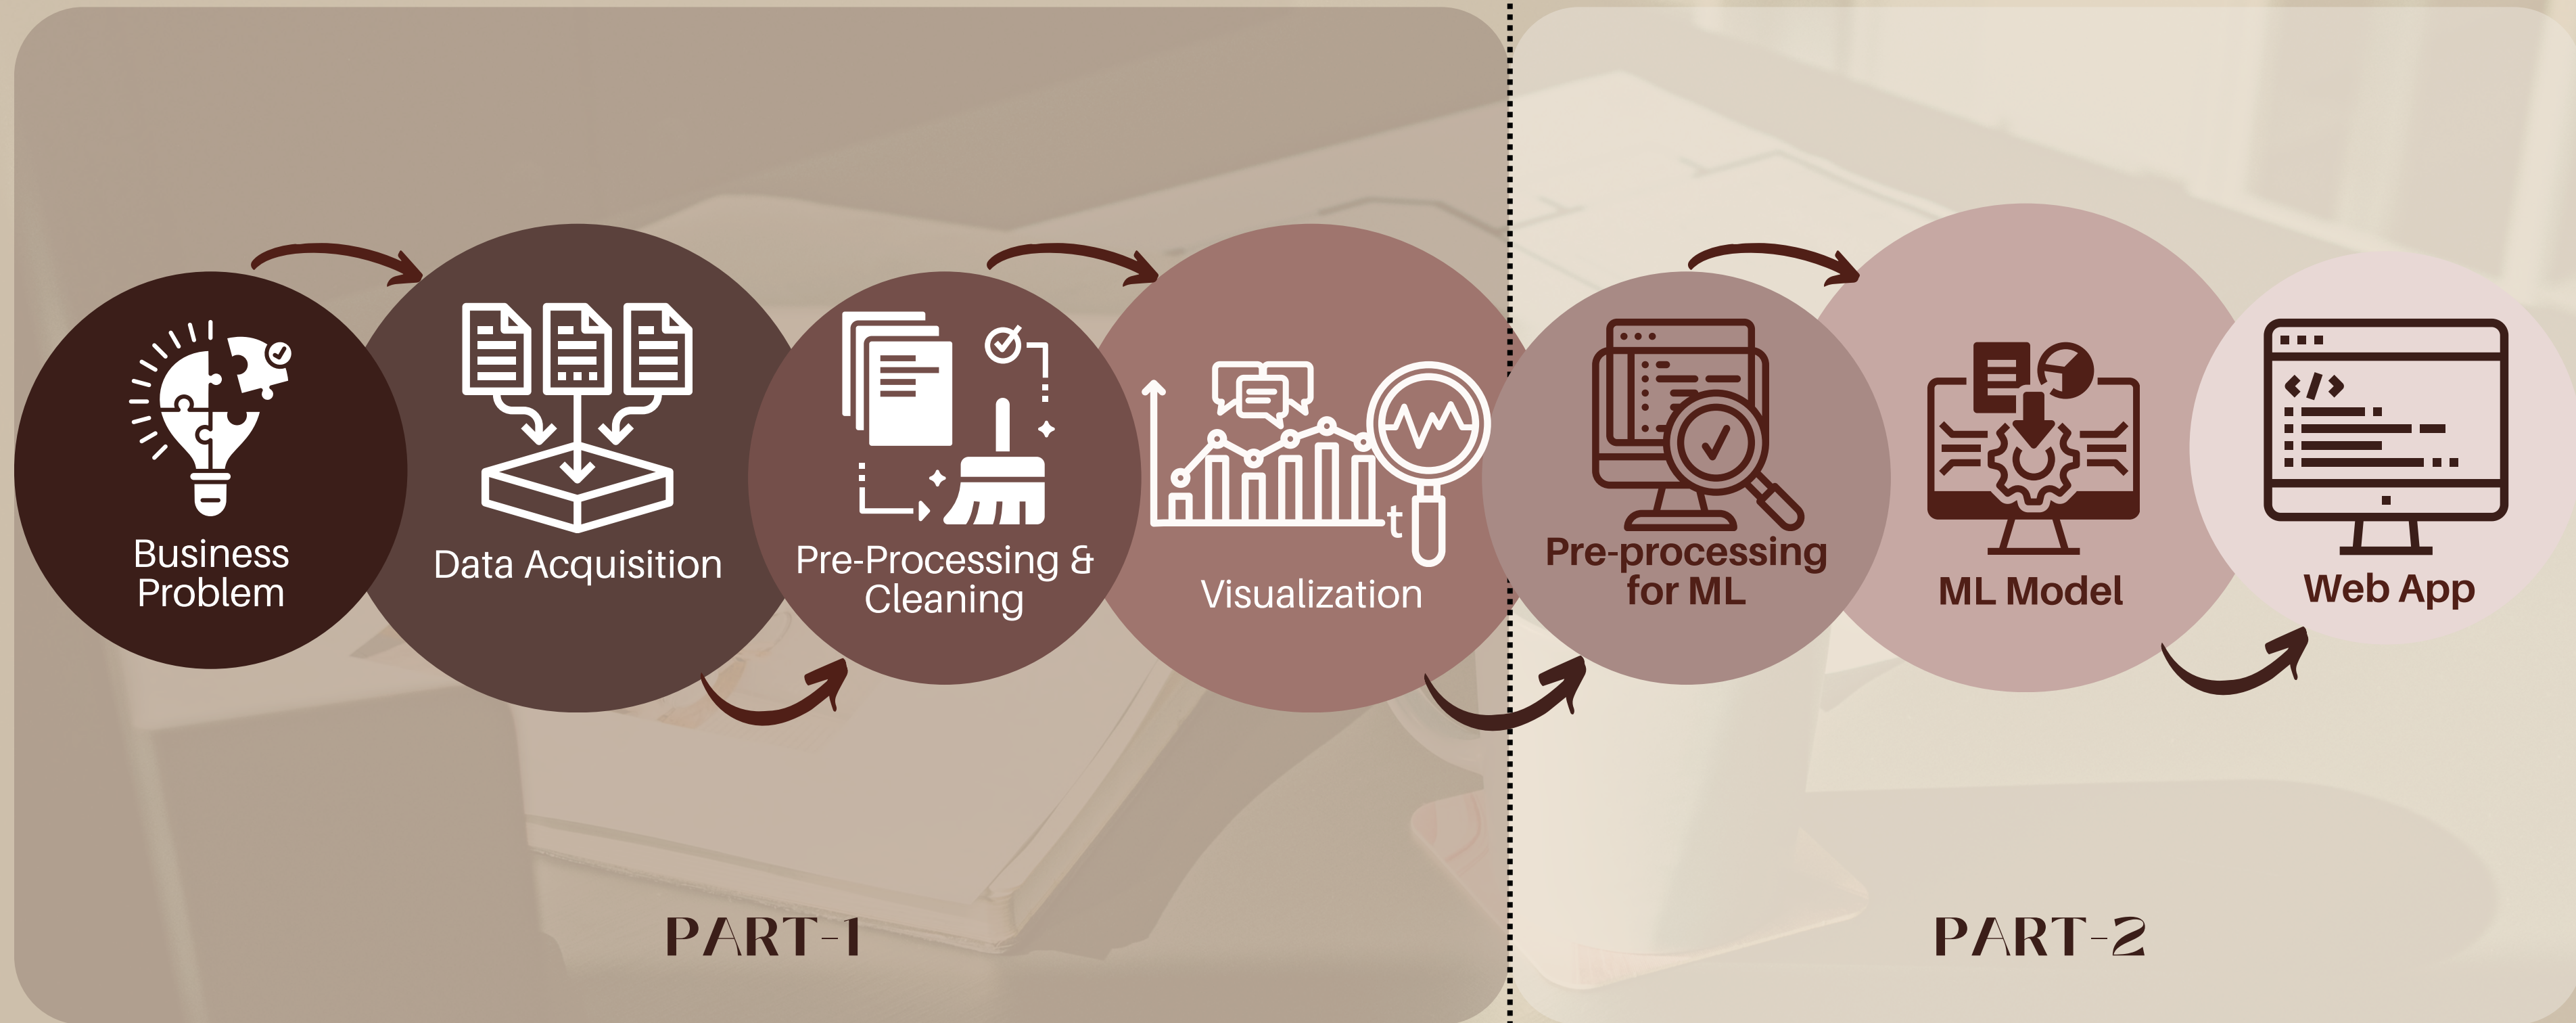 Business
Problem
Data Acquisition
Pre-Processing &
Cleaning
t
Visualization
Pre-processing
for ML
ML Model
</>
Web App
PART-1
PART-2